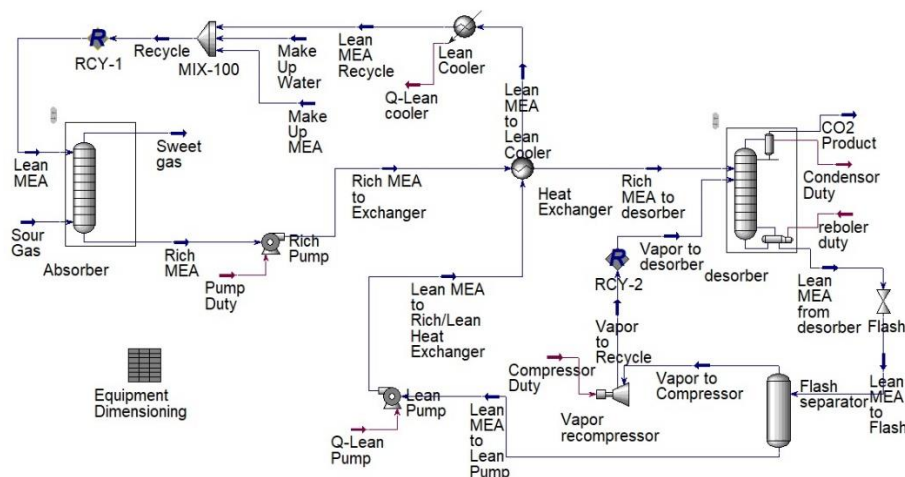 R
RCY-1
Recycle
MIX-100
Make Up
Water
Make
Up
MEA
Lean
MEA
Recycle
Lean
Cooler
Q-Lean
cooler
Lean MEA
to Lean
Cooler
Lean
MEA
Sweet
gas
Sour
Gas
Absorber
Rich
MEA
Rich
Pump
Pump
Duty
Rich MEA
to
Exchanger
Heat
Exchanger
Rich
MEA to
desorber
Vapor to
desorber
R
RCY-2
CO2
Product
Condensor
Duty
reboler
duty
desorber
Lean
MEA
from
desorber
Flash
Lean
MEA to
Flash
Flash
separator
Vapor to
Compressor
Vapor
to
Recycle
Compressor
Duty
Vapor
recompressor
Lean MEA
to
Rich/Lean
Heat
Exchanger
Lean
Pump
Q-Lean
Pump
Lean
MEA
to Lean
Pump
Equipment
Dimensioning